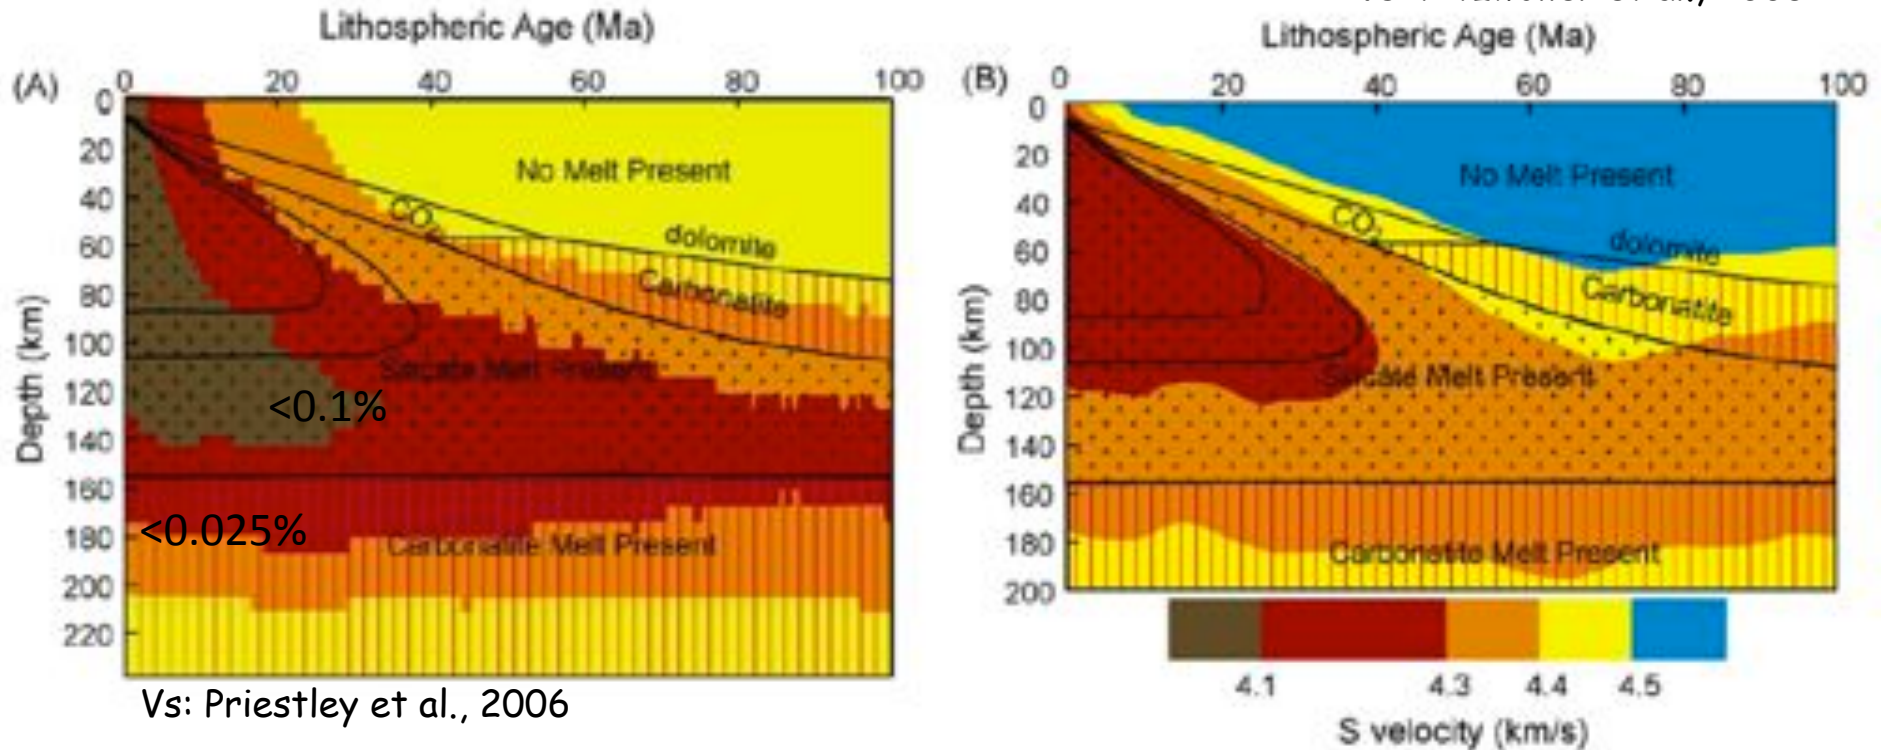 Lithospheric Age (Ma)
(A)
0 20 40 60 80 100
0
20
40
60
80
100
120
140
160
180
200
220
Depth (km)
No Melt Present
CO2
dolomite
Carbonatite
Silicate Melt Present
<0.1%
<0.025%
Carbonatite Melt Present
Vs: Priestley et al., 2006
Lithospheric Age (Ma)
(B)
0 20 40 60 80 100
0
20
40
60
80
100
120
140
160
180
200
Depth (km)
No Melt Present
CO2
dolomite
Carbonatite
Silicate Melt Present
Carbonatite Melt Present
4.1 4.3 4.4 4.5
S velocity (km/s)